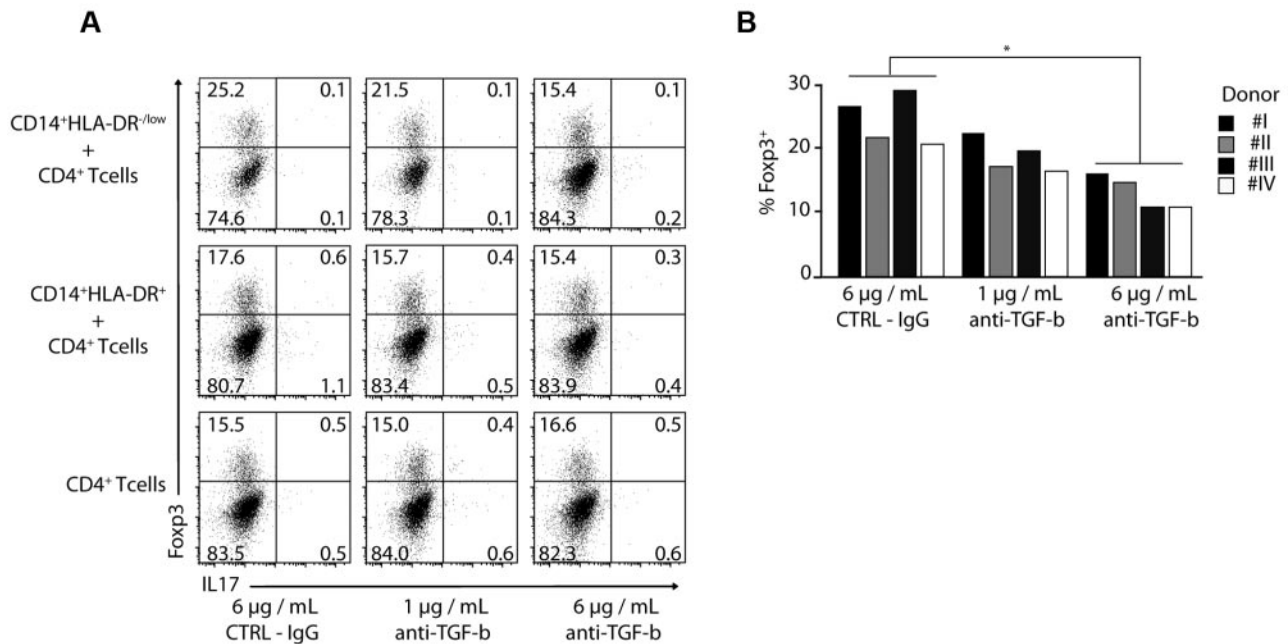 A
CD14⁺HLA-DR⁻/ˡᵒʷ
+
CD4⁺ Tcells
25.2 0.1
74.6 0.1
21.5 0.1
78.3 0.1
15.4 0.1
84.3 0.2
CD14⁺HLA-DR⁺
+
CD4⁺ Tcells
17.6 0.6
80.7 1.1
15.7 0.4
83.4 0.5
15.4 0.3
83.9 0.4
CD4⁺ Tcells
15.5 0.5
83.5 0.5
15.0 0.4
84.0 0.6
16.6 0.5
82.3 0.6
Foxp3
IL17
6 µg / mL
CTRL - IgG
1 µg / mL
anti-TGF-b
6 µg / mL
anti-TGF-b
B
*
% Foxp3⁺
30
20
10
0
6 µg / mL
CTRL - IgG
1 µg / mL
anti-TGF-b
6 µg / mL
anti-TGF-b
Donor
#I
#II
#III
#IV